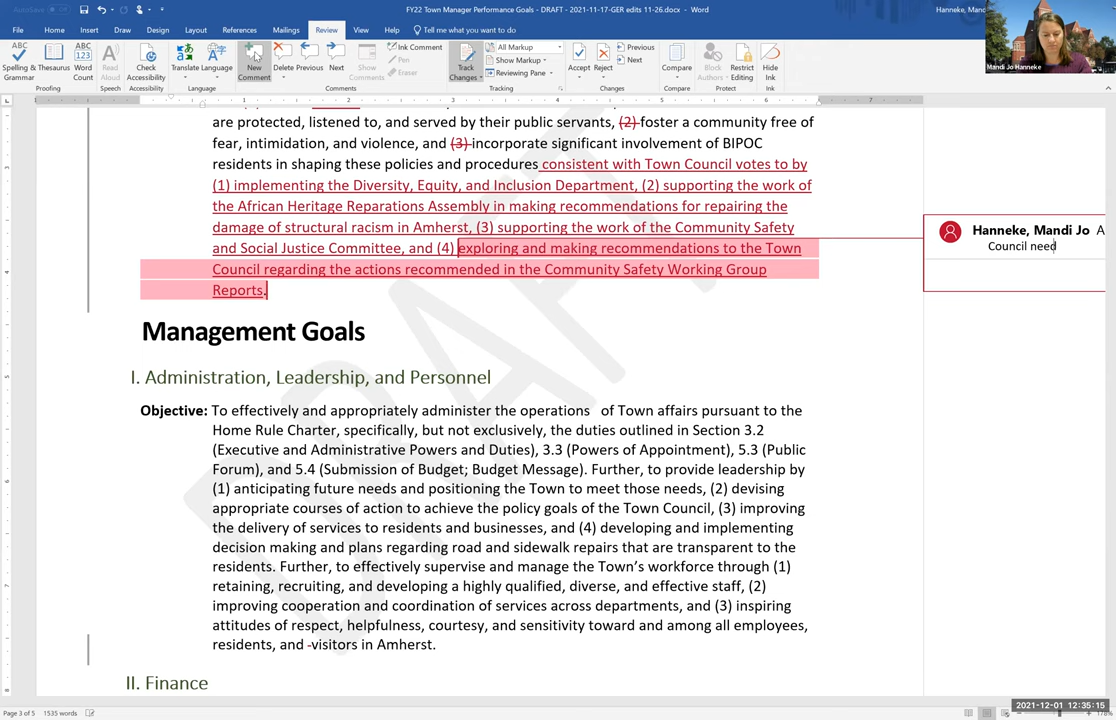 AutoSave Off
FY22 Town Manager Performance Goals - DRAFT - 2021-11-17-GER edits 11-26.docx - Word
Hanneke, Mandi
File Home Insert Draw Design Layout References Mailings Review View Help Tell me what you want to do
Spelling & Grammar
Thesaurus
Word Count
Read Aloud
Check Accessibility
Translate
Language
New Comment
Delete
Previous
Next
Show Comments
Ink Comment
Pen
Eraser
Track Changes
All Markup
Show Markup
Reviewing Pane
Accept
Reject
Previous
Next
Compare
Block Authors
Restrict Editing
Hide Ink
Proofing Speech Accessibility Language Comments Tracking Changes Compare Protect Ink
Mandi Jo Hanneke
are protected, listened to, and served by their public servants, (2) foster a community free of
fear, intimidation, and violence, and (3) incorporate significant involvement of BIPOC
residents in shaping these policies and procedures consistent with Town Council votes to by
(1) implementing the Diversity, Equity, and Inclusion Department, (2) supporting the work of
the African Heritage Reparations Assembly in making recommendations for repairing the
damage of structural racism in Amherst, (3) supporting the work of the Community Safety
and Social Justice Committee, and (4) exploring and making recommendations to the Town
Council regarding the actions recommended in the Community Safety Working Group
Reports.
Hanneke, Mandi Jo A
Council need
Management Goals
I. Administration, Leadership, and Personnel
Objective: To effectively and appropriately administer the operations of Town affairs pursuant to the
Home Rule Charter, specifically, but not exclusively, the duties outlined in Section 3.2
(Executive and Administrative Powers and Duties), 3.3 (Powers of Appointment), 5.3 (Public
Forum), and 5.4 (Submission of Budget; Budget Message). Further, to provide leadership by
(1) anticipating future needs and positioning the Town to meet those needs, (2) devising
appropriate courses of action to achieve the policy goals of the Town Council, (3) improving
the delivery of services to residents and businesses, and (4) developing and implementing
decision making and plans regarding road and sidewalk repairs that are transparent to the
residents. Further, to effectively supervise and manage the Town's workforce through (1)
retaining, recruiting, and developing a highly qualified, diverse, and effective staff, (2)
improving cooperation and coordination of services across departments, and (3) inspiring
attitudes of respect, helpfulness, courtesy, and sensitivity toward and among all employees,
residents, and -visitors in Amherst.
II. Finance
DRAFT
Page 3 of 5 1535 words
2021-12-01 12:35:15
178%